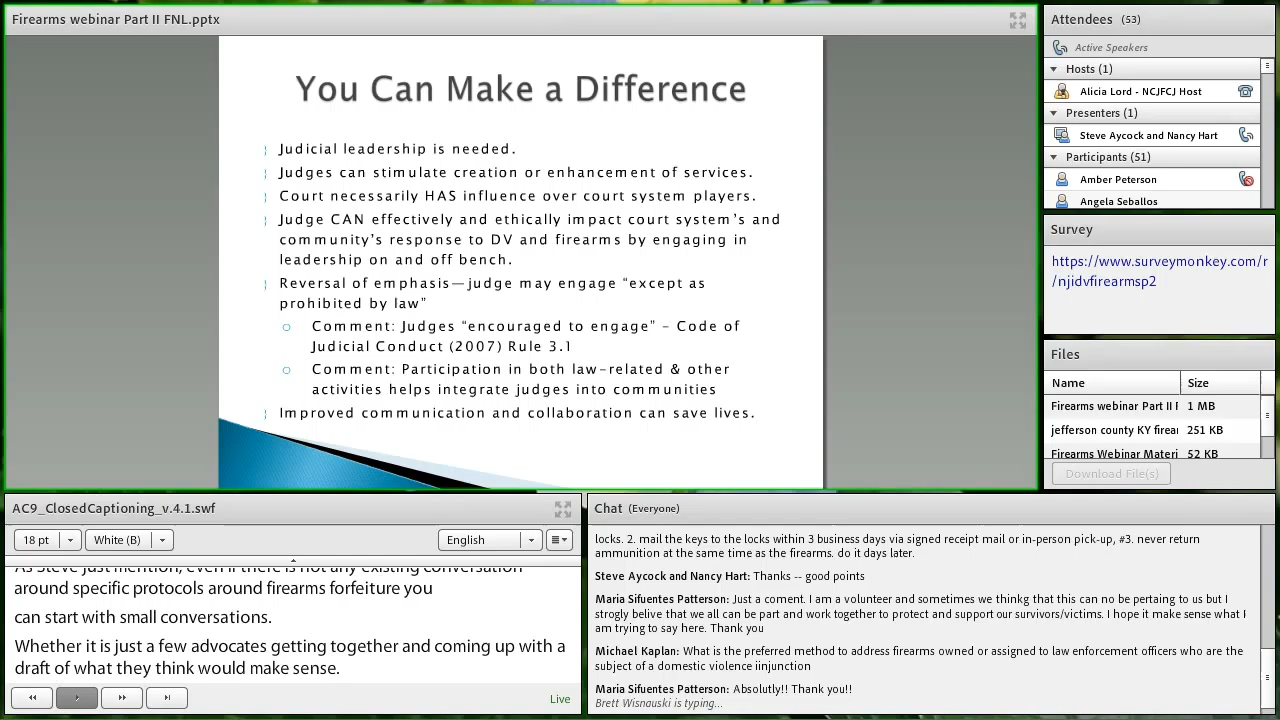 Firearms webinar Part II FNL.pptx
You Can Make a Difference
Judicial leadership is needed.
Judges can stimulate creation or enhancement of services.
Court necessarily HAS influence over court system players.
Judge CAN effectively and ethically impact court system’s and
community’s response to DV and firearms by engaging in
leadership on and off bench.
Reversal of emphasis—judge may engage “except as
prohibited by law”
Comment: Judges “encouraged to engage” – Code of
Judicial Conduct (2007) Rule 3.1
Comment: Participation in both law-related & other
activities helps integrate judges into communities
Improved communication and collaboration can save lives.
Attendees (53)
Active Speakers
Hosts (1)
Alicia Lord - NCJFCJ Host
Presenters (1)
Steve Aycock and Nancy Hart
Participants (51)
Amber Peterson
Angela Seballos
Survey
https://www.surveymonkey.com/r
/njidvfirearmsp2
Files
Name Size
Firearms webinar Part II 1 MB
jefferson county KY firear 251 KB
Firearms Webinar Materi 52 KB
Download File(s)
AC9_ClosedCaptioning_v.4.1.swf
18 pt White (B) English
As Steve just mention, even if there is not any existing conversation
around specific protocols around firearms forfeiture you
can start with small conversations.
Whether it is just a few advocates getting together and coming up with a
draft of what they think would make sense.
Live
Chat (Everyone)
locks. 2. mail the keys to the locks within 3 business days via signed receipt mail or in-person pick-up, #3. never return
ammunition at the same time as the firearms. do it days later.
Steve Aycock and Nancy Hart: Thanks -- good points
Maria Sifuentes Patterson: Just a coment. I am a volunteer and sometimes we thinkg that this can no be pertaing to us but I
strogly belive that we all can be part and work together to protect and support our survivors/victims. I hope it make sense what I
am trying to say here. Thank you
Michael Kaplan: What is the preferred method to address firearms owned or assigned to law enforcement officers who are the
subject of a domestic violence iinjunction
Maria Sifuentes Patterson: Absolutly!! Thank you!!
Brett Wisnauski is typing...